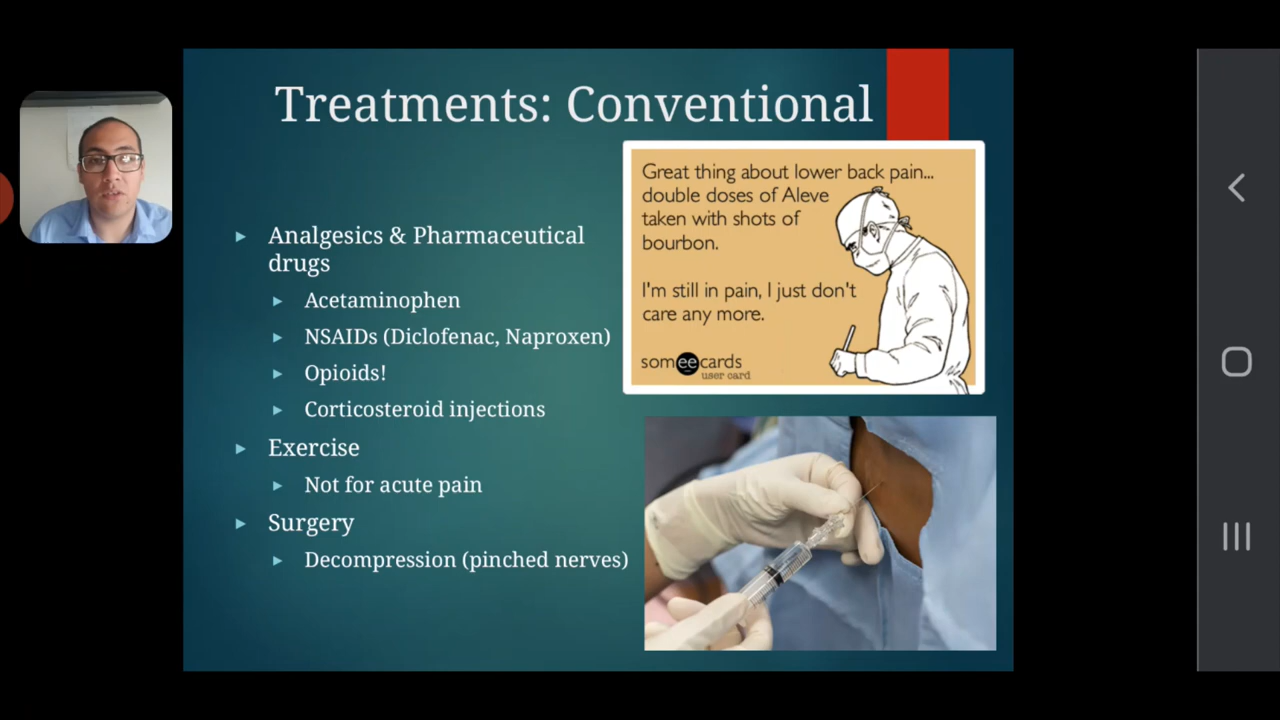 Treatments: Conventional
Analgesics & Pharmaceutical
drugs
Acetaminophen
NSAIDs (Diclofenac, Naproxen)
Opioids!
Corticosteroid injections
Exercise
Not for acute pain
Surgery
Decompression (pinched nerves)
Great thing about lower back pain...
double doses of Aleve
taken with shots of
bourbon.
I'm still in pain, I just don't
care any more.
someecards
user card